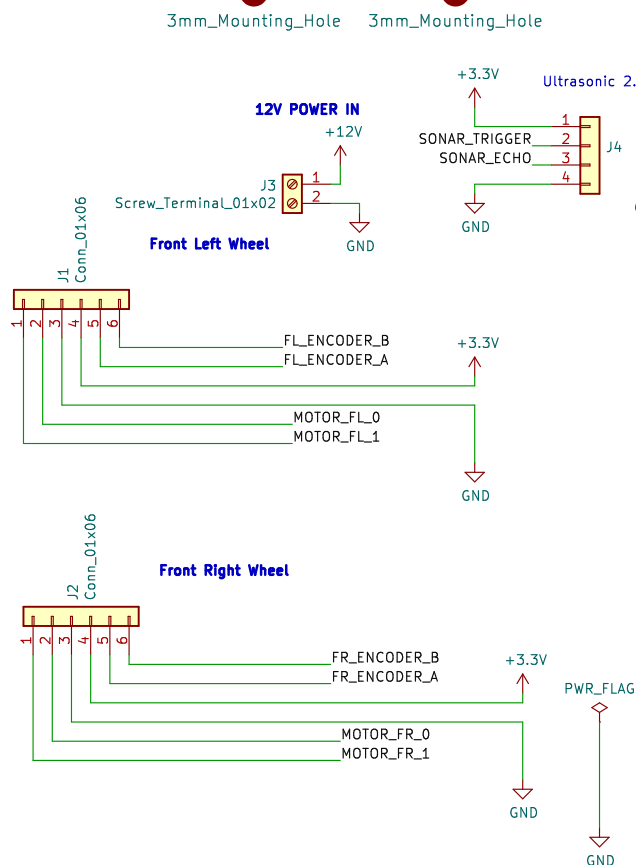 3mm_Mounting_Hole 3mm_Mounting_Hole
+3.3V
Ultrasonic 2.
12V POWER IN
+12V
1
SONAR_TRIGGER 2
SONAR_ECHO 3
4
J4
GND
J3
Screw_Terminal_01x02
1
2
GND
Front Left Wheel
J1
Conn_01x06
1 2 3 4 5 6
FL_ENCODER_B
FL_ENCODER_A
+3.3V
MOTOR_FL_0
MOTOR_FL_1
GND
Front Right Wheel
J2
Conn_01x06
1 2 3 4 5 6
FR_ENCODER_B
FR_ENCODER_A
+3.3V
MOTOR_FR_0
MOTOR_FR_1
GND
PWR_FLAG
GND